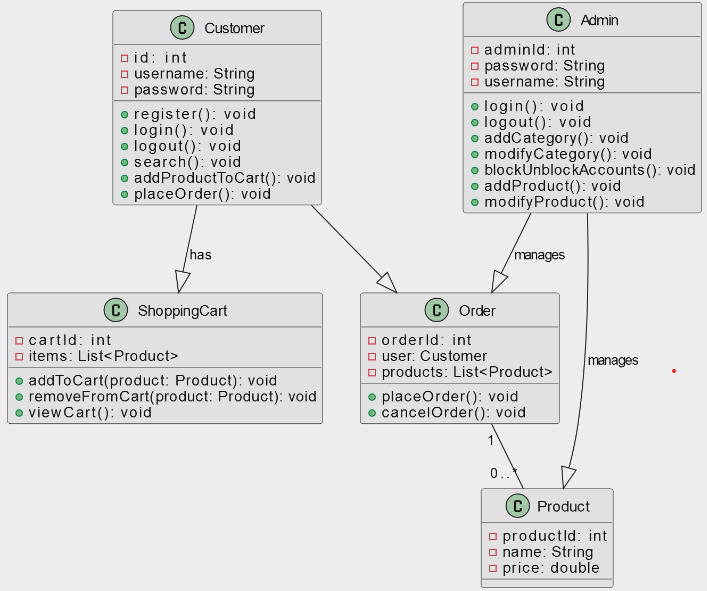 C Customer
id: int
username: String
password: String
register(): void
login(): void
logout(): void
search(): void
addProductToCart(): void
placeOrder(): void
C Admin
adminId: int
password: String
username: String
login(): void
logout(): void
addCategory(): void
modifyCategory(): void
blockUnblockAccounts(): void
addProduct(): void
modifyProduct(): void
has
manages
C ShoppingCart
cartId: int
items: List<Product>
addToCart(product: Product): void
removeFromCart(product: Product): void
viewCart(): void
C Order
orderId: int
user: Customer
products: List<Product>
placeOrder(): void
cancelOrder(): void
manages
1
0..*
C Product
productId: int
name: String
price: double